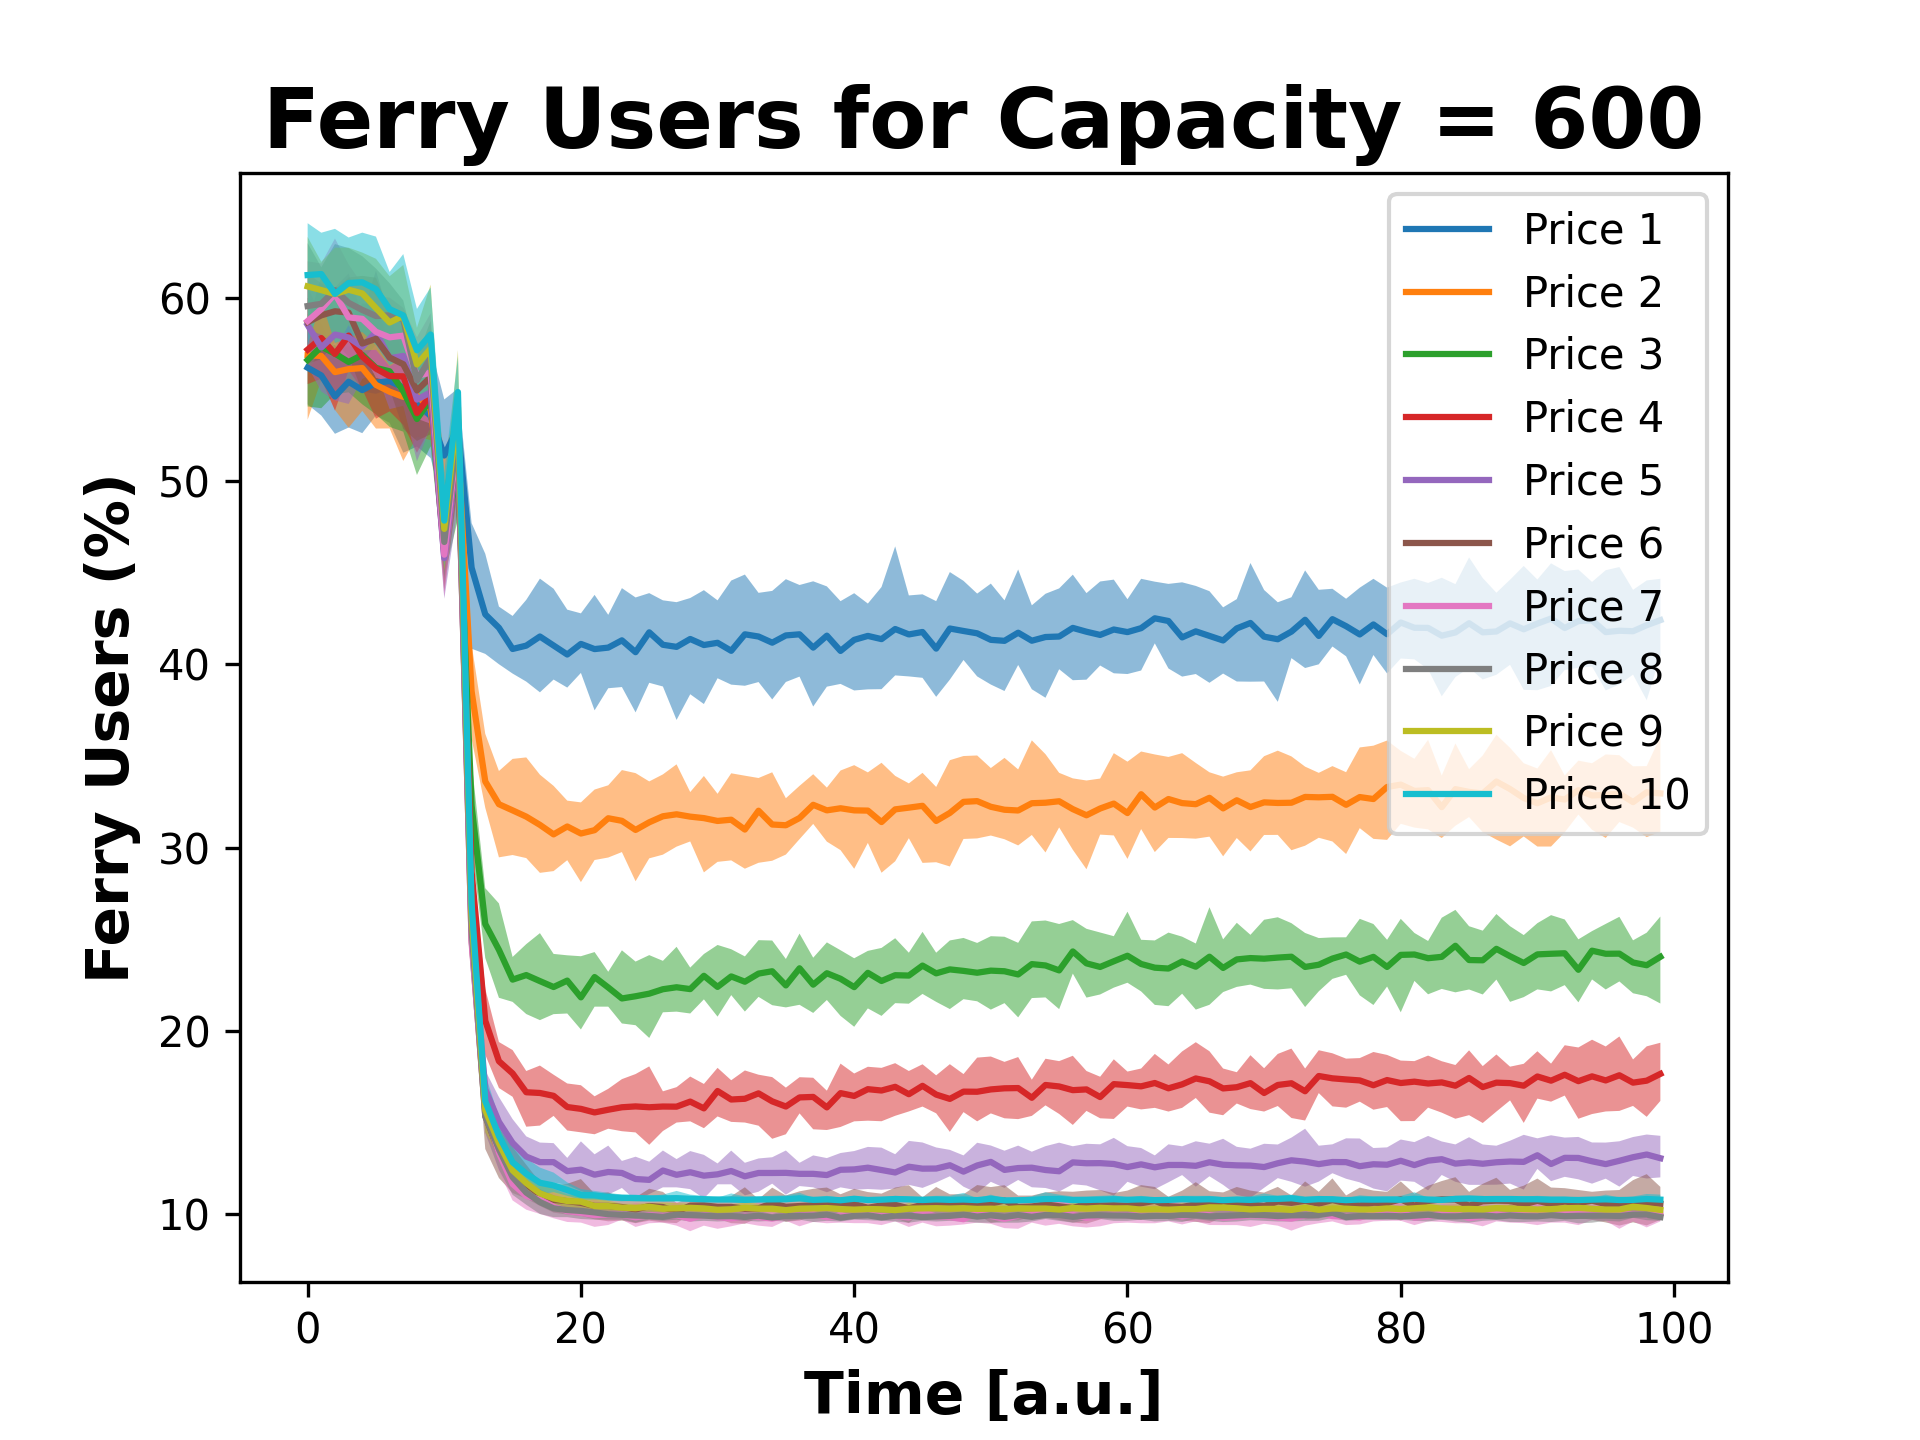 Ferry Users for Capacity = 600
Ferry Users (%)
60
50
40
30
20
10
Price 1
Price 2
Price 3
Price 4
Price 5
Price 6
Price 7
Price 8
Price 9
Price 10
0 20 40 60 80 100
Time [a.u.]